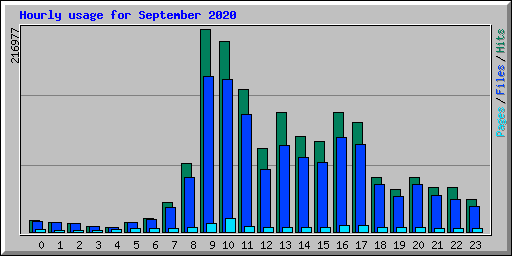 Hourly usage for September 2020
216977
Pages / Files / Hits
0 1 2 3 4 5 6 7 8 9 10 11 12 13 14 15 16 17 18 19 20 21 22 23